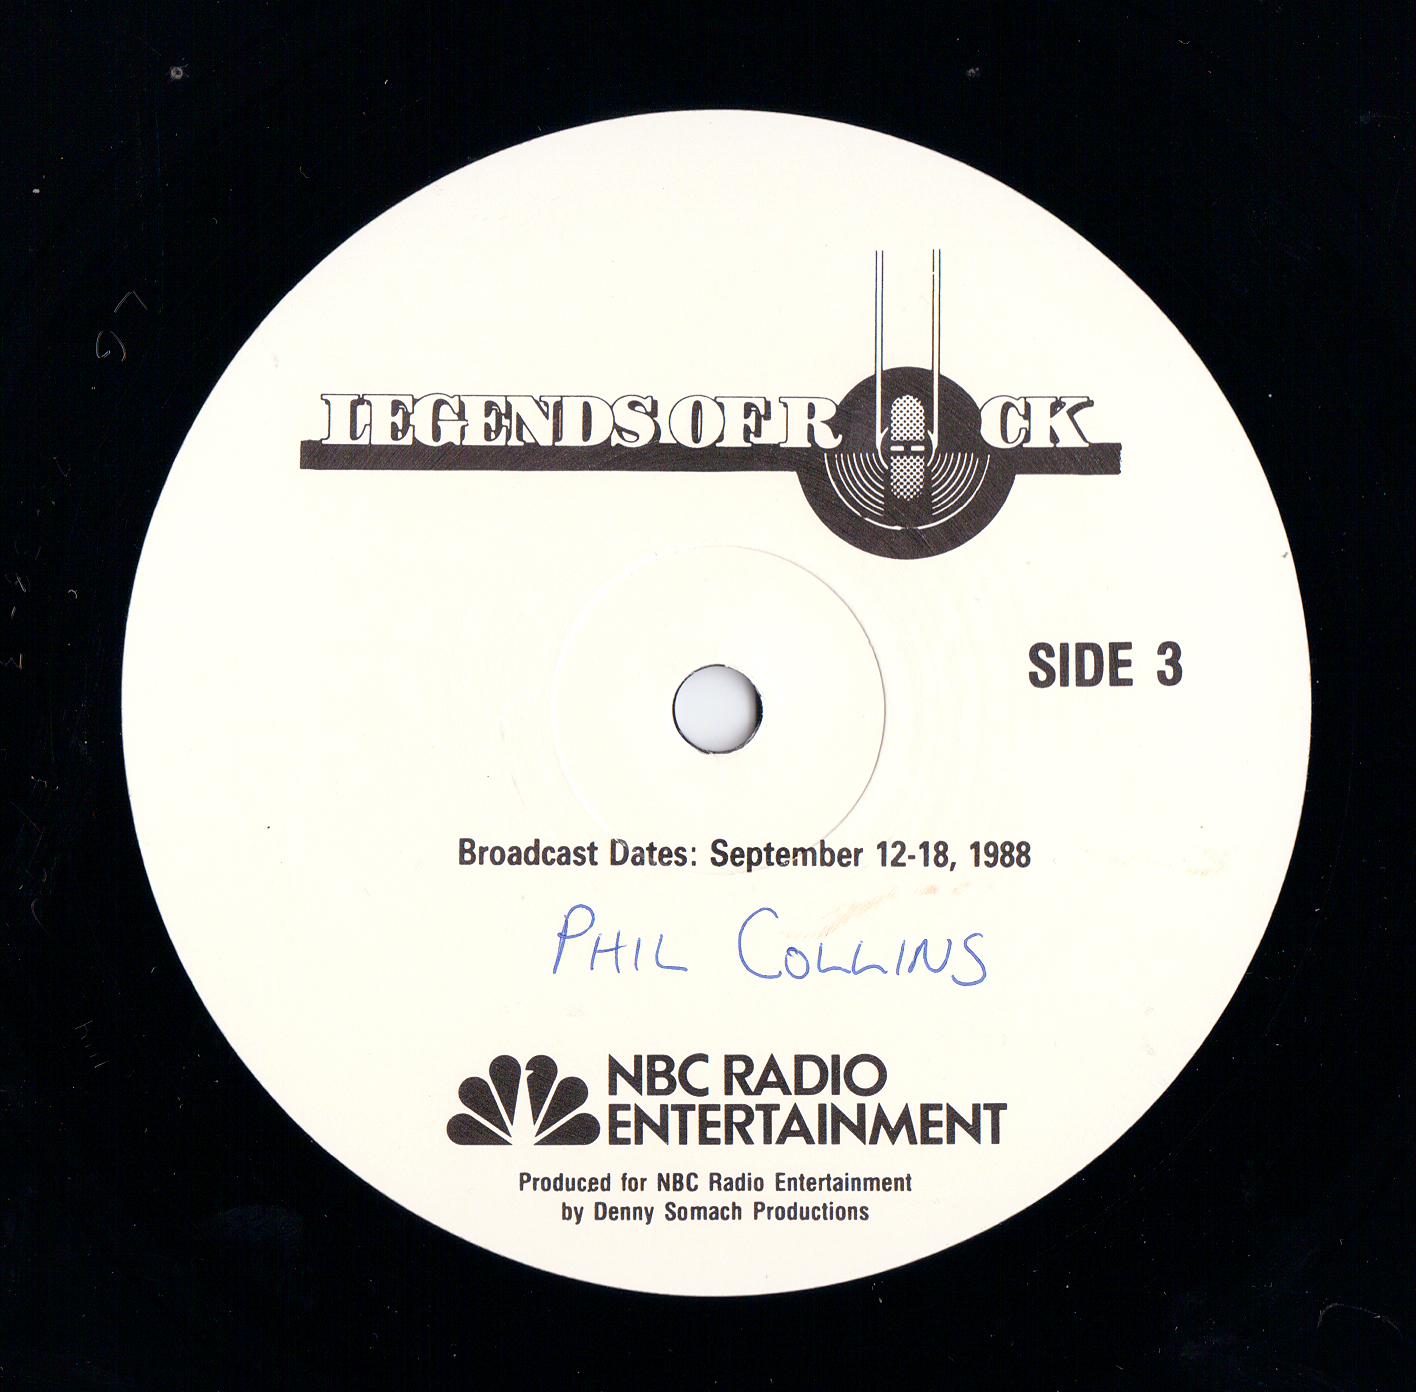 LEGENDS OF ROCK
SIDE 3
Broadcast Dates: September 12-18, 1988
PHIL COLLINS
NBC RADIO
ENTERTAINMENT
Produced for NBC Radio Entertainment
by Denny Somach Productions